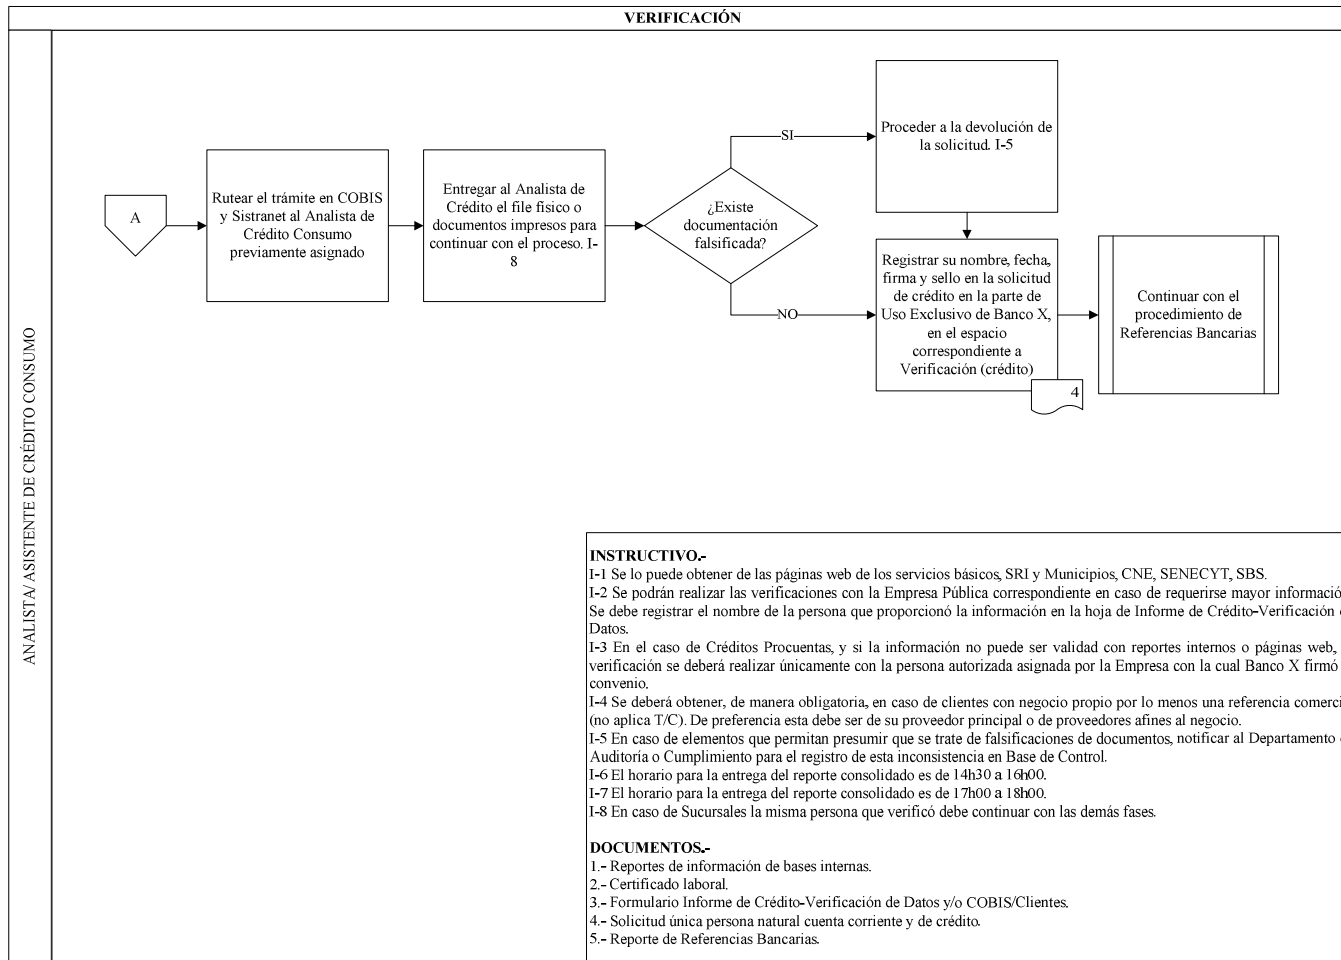 VERIFICACIÓN
ANALISTA/ ASISTENTE DE CRÉDITO CONSUMO
A
Rutear el trámite en COBIS
y Sistranet al Analista de
Crédito Consumo
previamente asignado
Entregar al Analista de
Crédito el file físico o
documentos impresos para
continuar con el proceso. I-
8
¿Existe
documentación
falsificada?
SI
NO
Proceder a la devolución de
la solicitud. I-5
Registrar su nombre, fecha,
firma y sello en la solicitud
de crédito en la parte de
Uso Exclusivo de Banco X,
en el espacio
correspondiente a
Verificación (crédito)
4
Continuar con el
procedimiento de
Referencias Bancarias
INSTRUCTIVO.-
I-1 Se lo puede obtener de las páginas web de los servicios básicos, SRI y Municipios, CNE, SENECYT, SBS.
I-2 Se podrán realizar las verificaciones con la Empresa Pública correspondiente en caso de requerirse mayor informació
Se debe registrar el nombre de la persona que proporcionó la información en la hoja de Informe de Crédito-Verificación
Datos.
I-3 En el caso de Créditos Procuentas, y si la información no puede ser validad con reportes internos o páginas web,
verificación se deberá realizar únicamente con la persona autorizada asignada por la Empresa con la cual Banco X firmó
convenio.
I-4 Se deberá obtener, de manera obligatoria, en caso de clientes con negocio propio por lo menos una referencia comerci
(no aplica T/C). De preferencia esta debe ser de su proveedor principal o de proveedores afines al negocio.
I-5 En caso de elementos que permitan presumir que se trate de falsificaciones de documentos, notificar al Departamento
Auditoría o Cumplimiento para el registro de esta inconsistencia en Base de Control.
I-6 El horario para la entrega del reporte consolidado es de 14h30 a 16h00.
I-7 El horario para la entrega del reporte consolidado es de 17h00 a 18h00.
I-8 En caso de Sucursales la misma persona que verificó debe continuar con las demás fases.
DOCUMENTOS.-
1.- Reportes de información de bases internas.
2.- Certificado laboral.
3.- Formulario Informe de Crédito-Verificación de Datos y/o COBIS/Clientes.
4.- Solicitud única persona natural cuenta corriente y de crédito.
5.- Reporte de Referencias Bancarias.